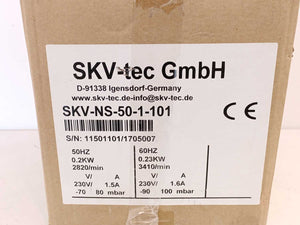 SKV-tec GmbH
D-91338 Igensdorf-Germany
www.skv-tec.de-info@skv-tec.de
SKV-NS-50-1-101
CE
S/N: 11501101/1705007
50HZ 60HZ
0.2KW 0.23KW
2820/min 3410/min
V/ A V/ A
230V/ 1.5A 230V/ 1.6A
-70 80 mbar -90 100 mbar